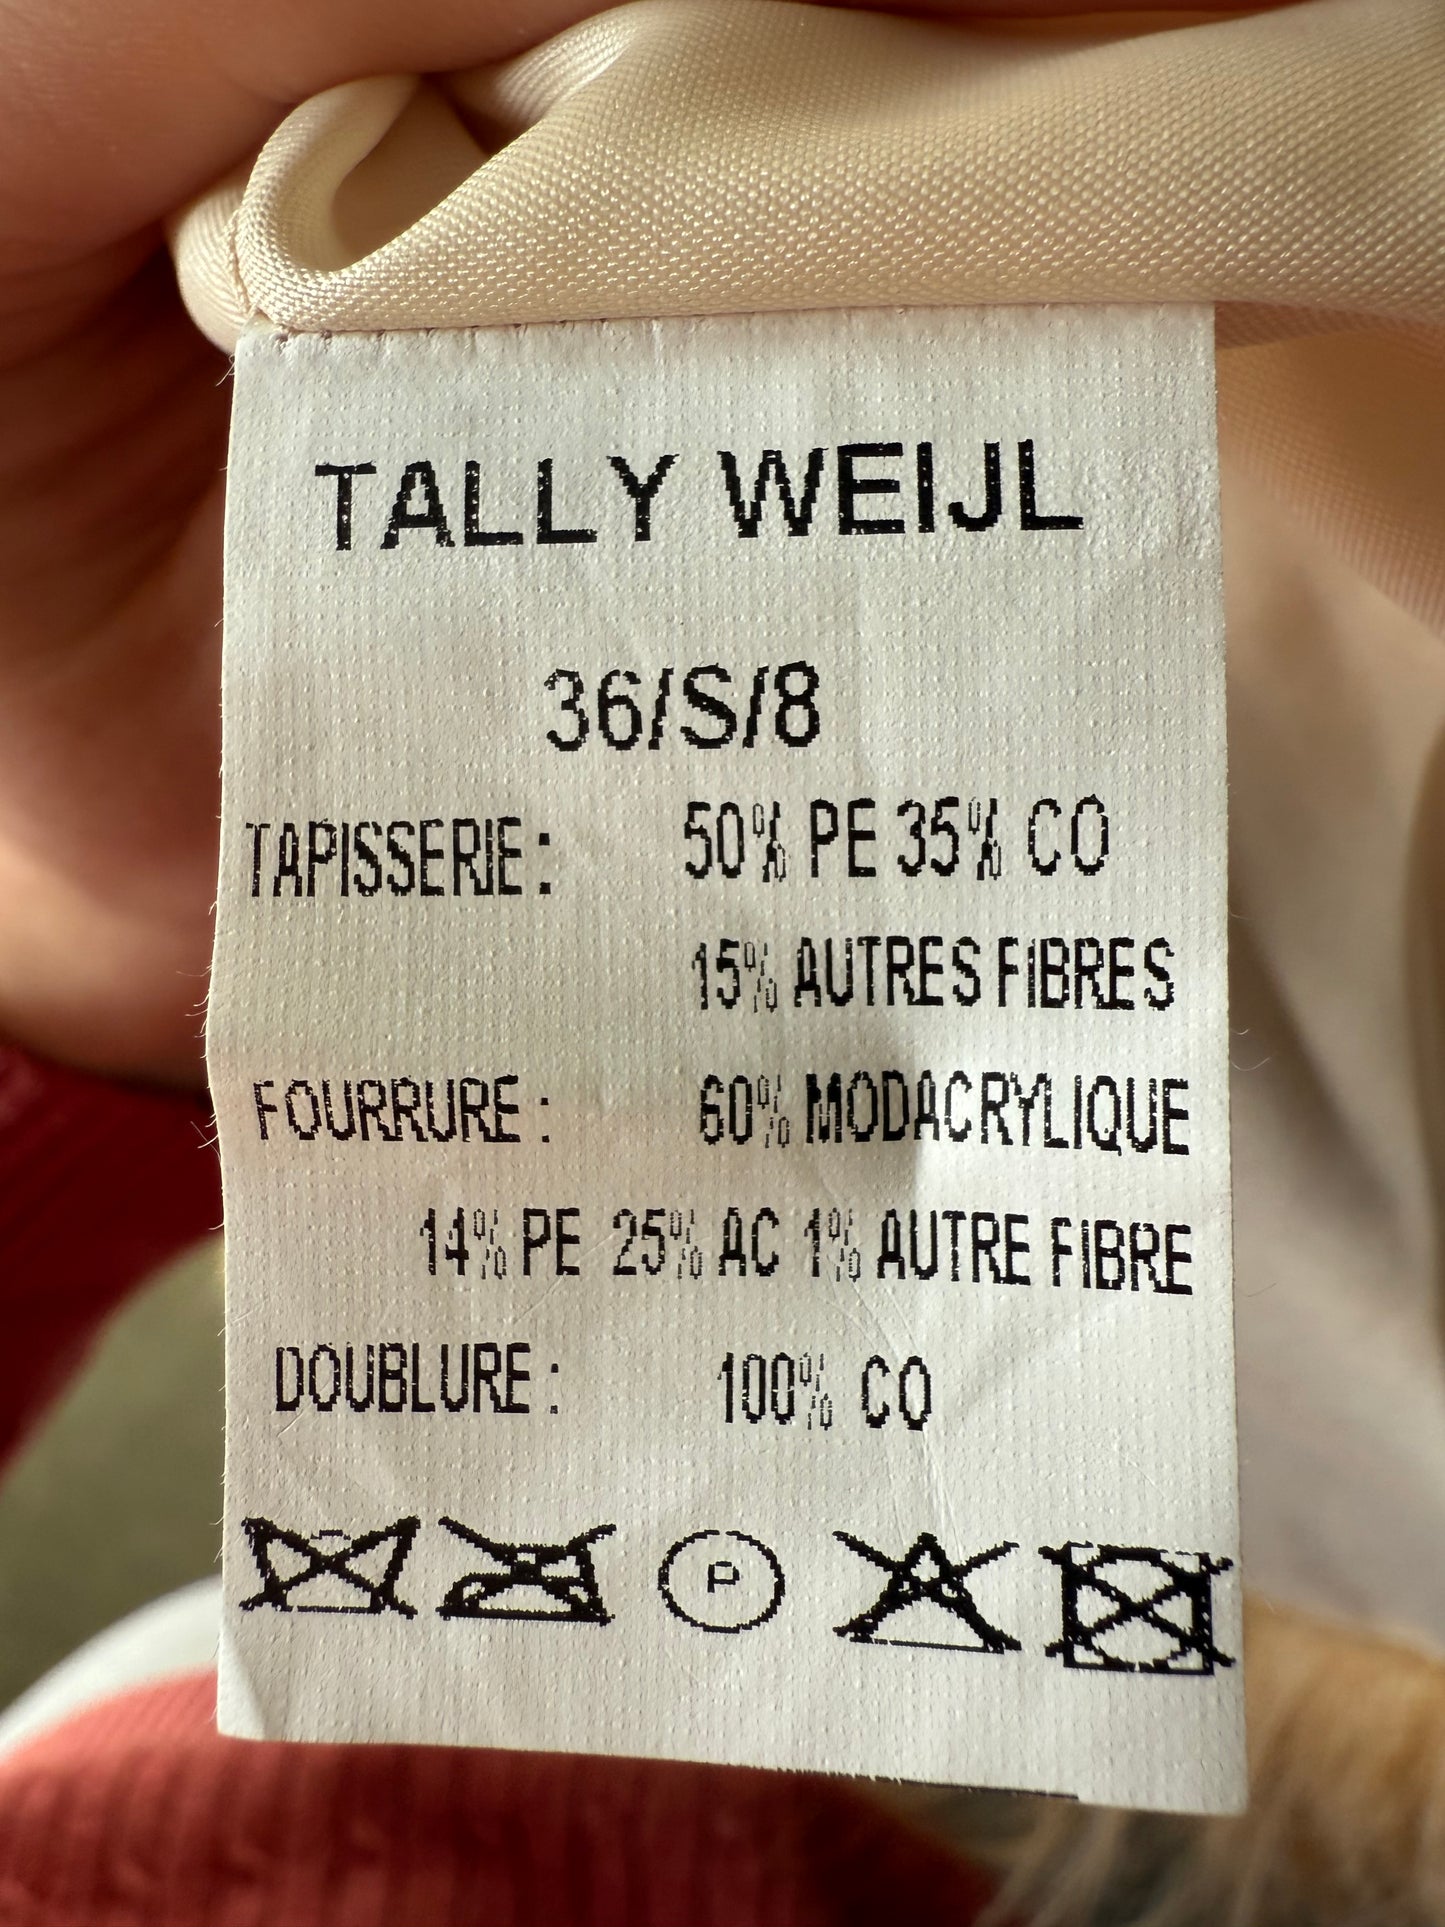 TALLY WEIJL
36/S/8
TAPISSERIE: 50% PE 35% CO
15% AUTRES FIBRES
FOURRURE: 60% MODACRYLIQUE
14% PE 25% AC 1% AUTRE FIBRE
DOUBLURE: 100% CO
P